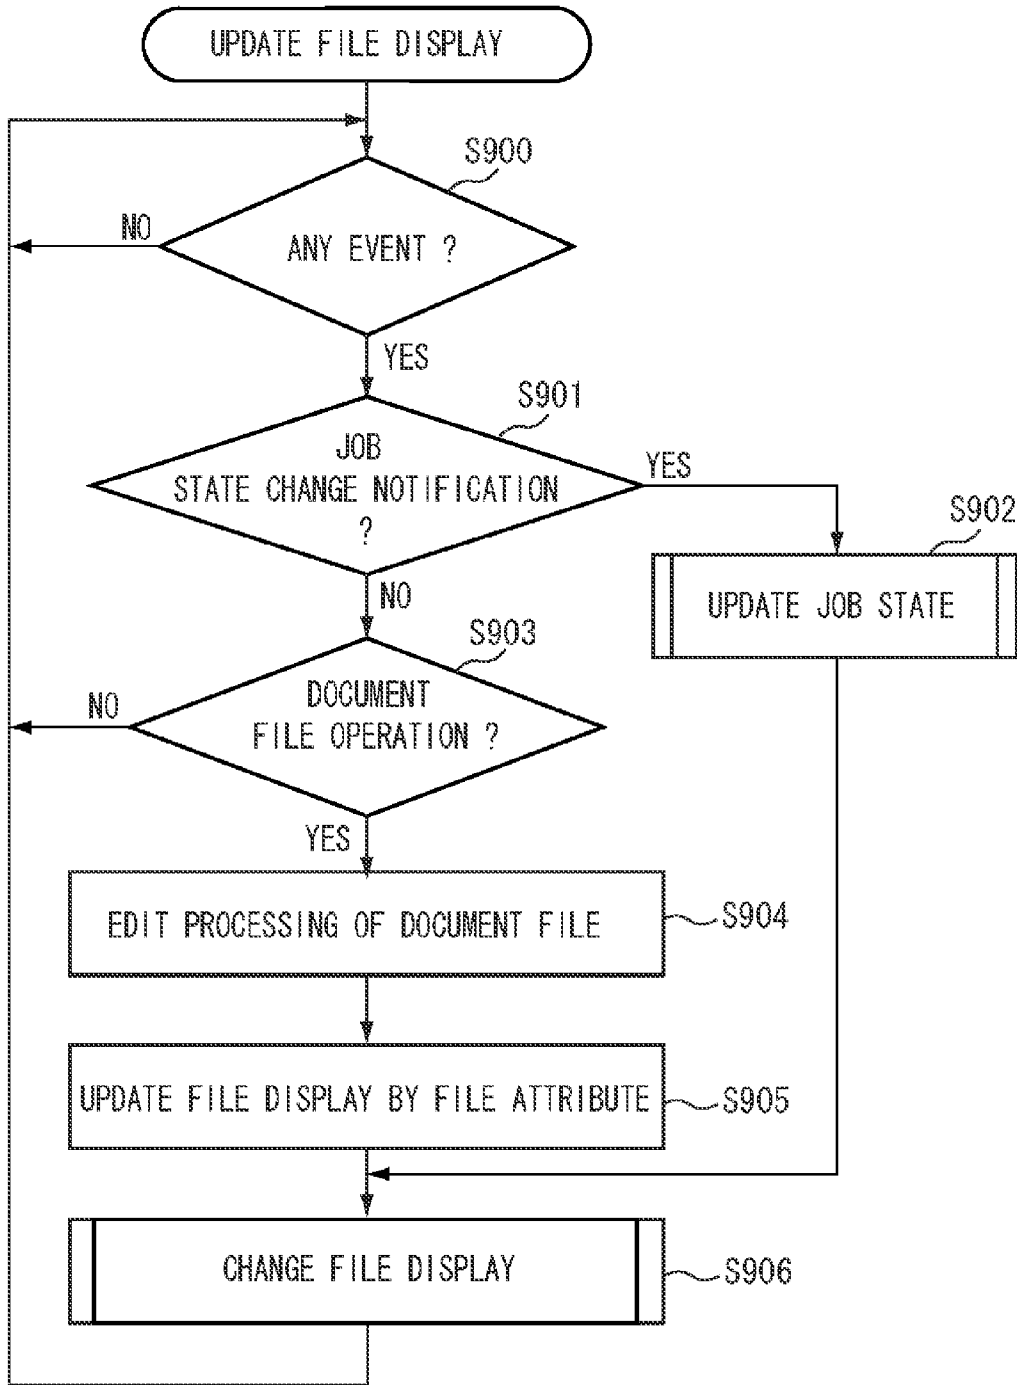 UPDATE FILE DISPLAY
S900
NO
ANY EVENT ?
YES
S901
JOB
STATE CHANGE NOTIFICATION
?
YES
S902
UPDATE JOB STATE
NO
S903
DOCUMENT
FILE OPERATION ?
NO
YES
EDIT PROCESSING OF DOCUMENT FILE
S904
UPDATE FILE DISPLAY BY FILE ATTRIBUTE
S905
CHANGE FILE DISPLAY
S906